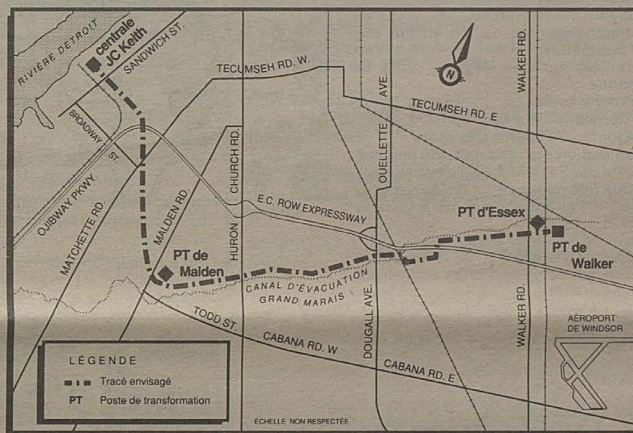 RIVIÈRE DETROIT
centrale
JC Keith
SANDWICH ST.
BROADWAY
ST
OJIBWAY PKWY.
MATCHETTE RD.
MALDEN RD.
HURON CHURCH RD.
TECUMSEH RD. W.
TECUMSEH RD. E
OUELLETTE AVE.
WALKER RD.
N
E.C. ROW EXPRESSWAY
PT d'Essex
PT de
Walker
PT de
Malden
CANAL D'ÉVACUATION
GRAND MARAIS
TODD ST.
CABANA RD. W
DOUGALL AVE.
CABANA RD. E
WALKER RD.
AÉROPORT
DE WINDSOR
LÉGENDE
Tracé envisagé
PT Poste de transformation
ÉCHELLE NON RESPECTÉE